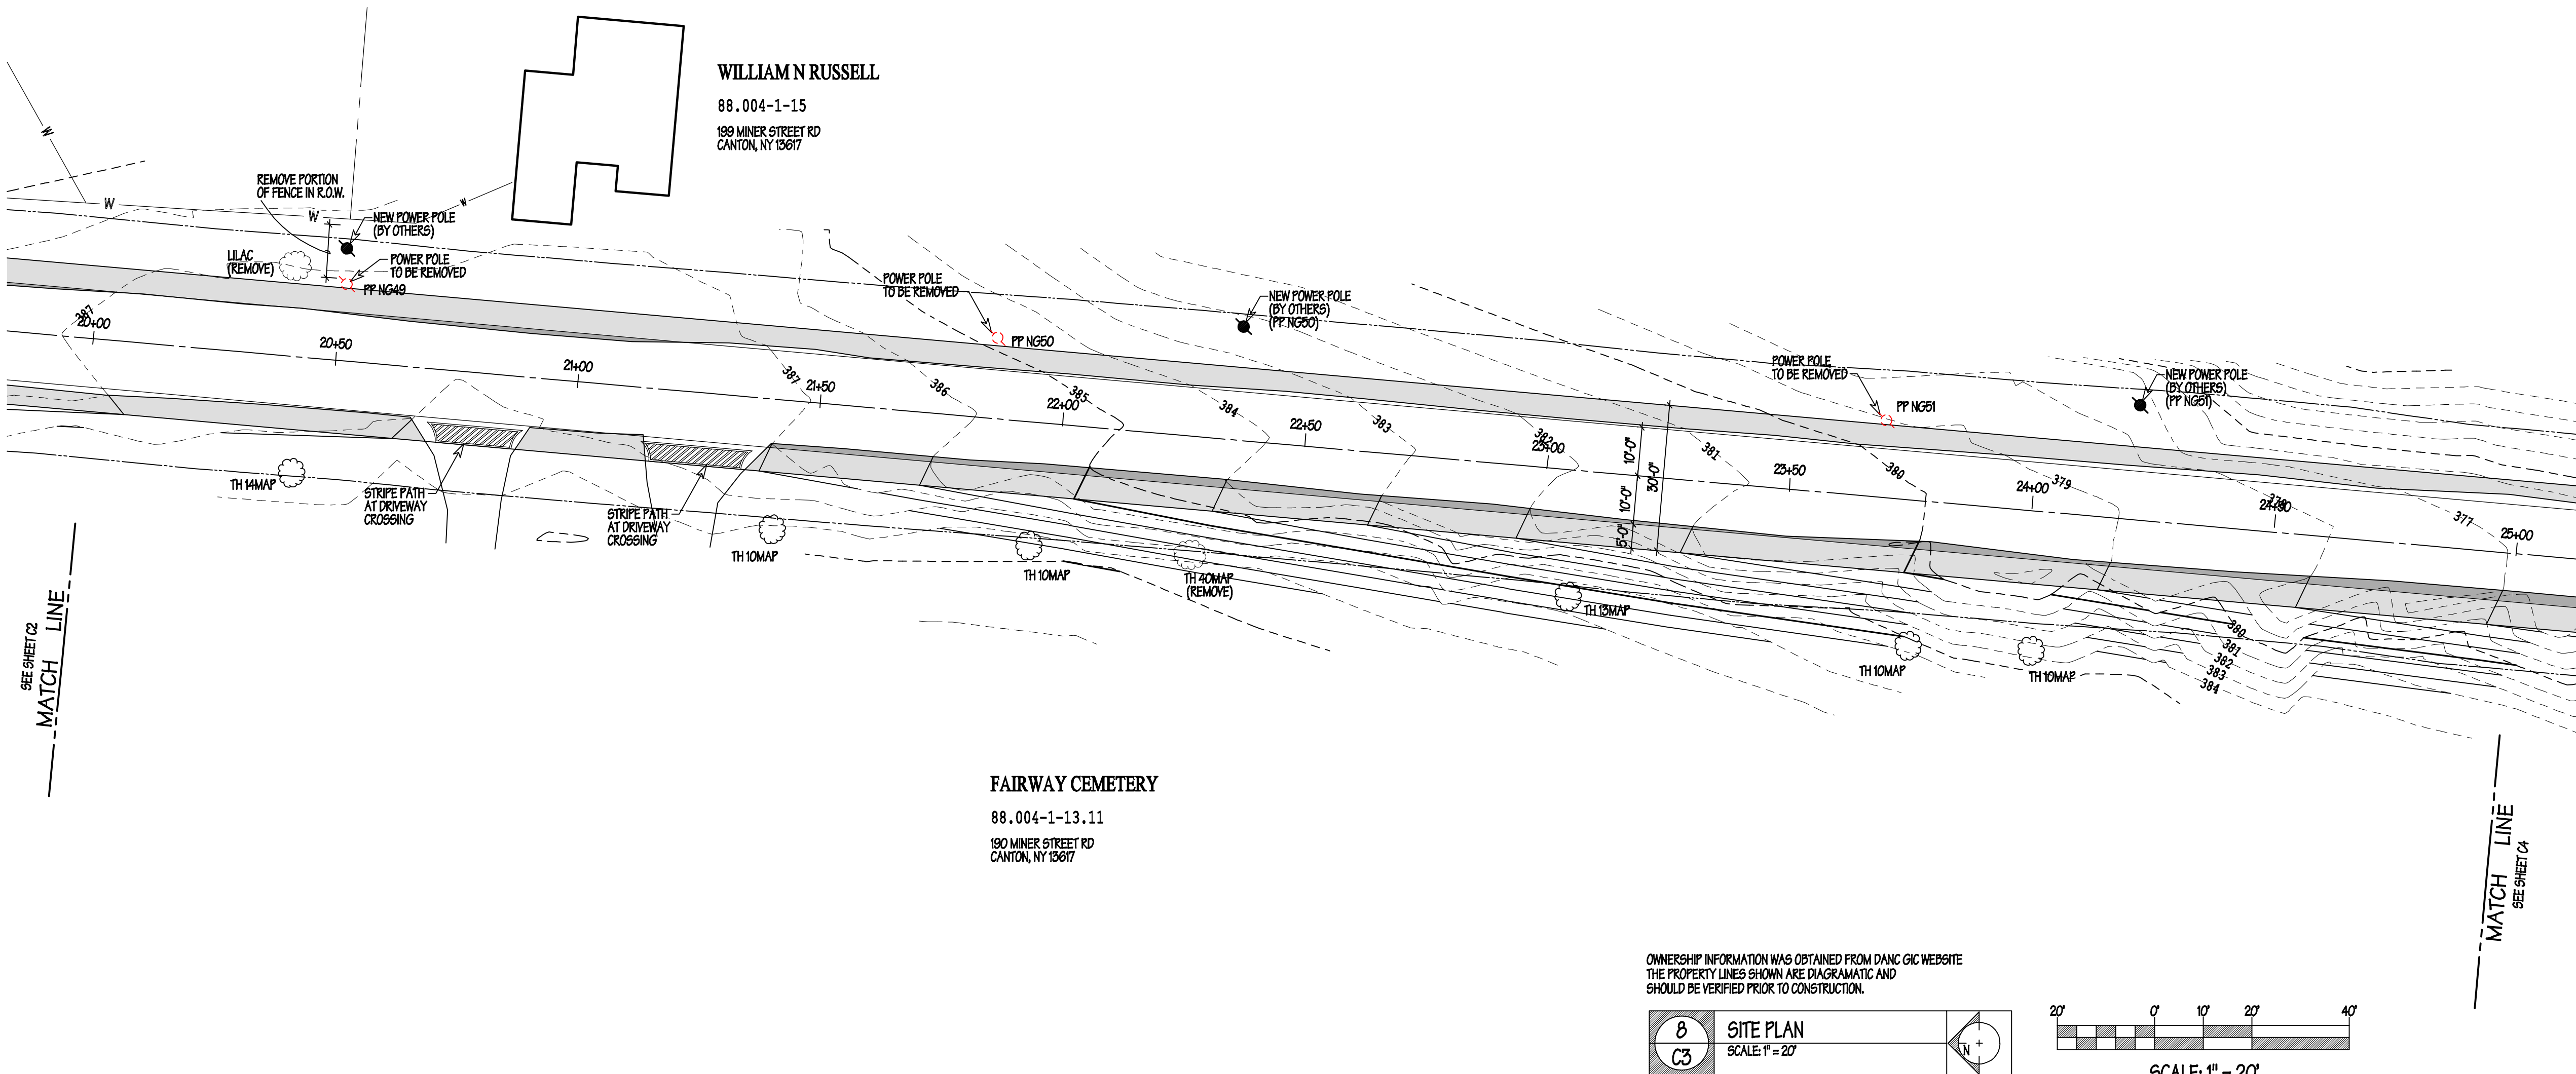 WILLIAM N RUSSELL
88.004-1-15
199 MINER STREET RD
CANTON, NY 13617
W
REMOVE PORTION
OF FENCE IN R.O.W.
W
W
W
NEW POWER POLE
(BY OTHERS)
LILAC
(REMOVE)
POWER POLE
TO BE REMOVED
PP NG49
POWER POLE
TO BE REMOVED
PP NG50
NEW POWER POLE
(BY OTHERS)
(PP NG50)
POWER POLE
TO BE REMOVED
PP NG51
NEW POWER POLE
(BY OTHERS)
(PP NG51)
387
20+00
20+50
21+00
387
21+50
386
385
22+00
384
22+50
383
382
23+00
381
23+50
380
24+00
379
378
24+50
377
25+00
10'-0"
10'-0"
5'-0"
30'-0"
TH 14MAP
STRIPE PATH
AT DRIVEWAY
CROSSING
STRIPE PATH
AT DRIVEWAY
CROSSING
TH 10MAP
TH 10MAP
TH 40MAP
(REMOVE)
TH 13MAP
TH 10MAP
TH 10MAP
380
381
382
383
384
SEE SHEET C2
MATCH LINE
FAIRWAY CEMETERY
88.004-1-13.11
190 MINER STREET RD
CANTON, NY 13617
MATCH LINE
SEE SHEET C4
OWNERSHIP INFORMATION WAS OBTAINED FROM DANC GIC WEBSITE
THE PROPERTY LINES SHOWN ARE DIAGRAMATIC AND
SHOULD BE VERIFIED PRIOR TO CONSTRUCTION.
8
C3
SITE PLAN
SCALE: 1" = 20'
N
20' 0' 10' 20' 40'
SCALE: 1" = 20'